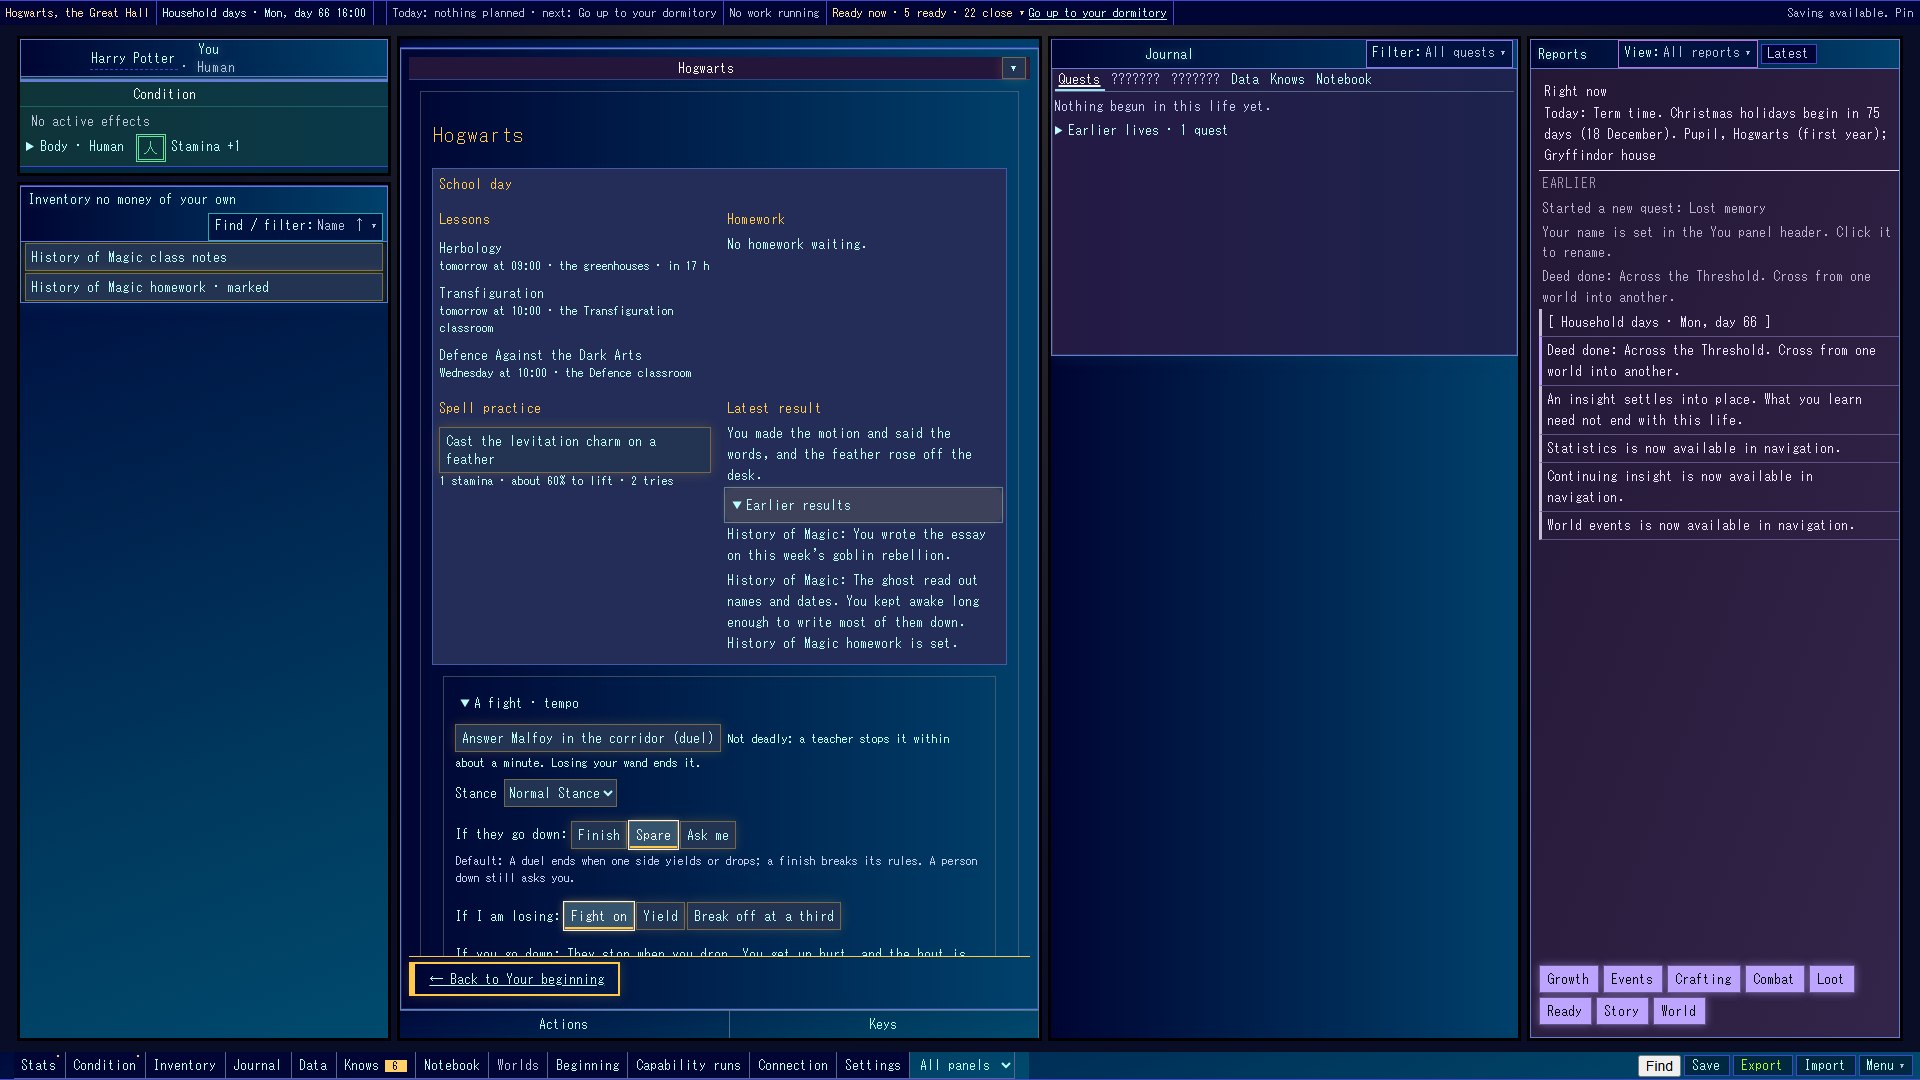 Hogwarts, the Great Hall
Household days · Mon, day 66 16:00
Today: nothing planned · next: Go up to your dormitory
No work running
Ready now · 5 ready · 22 close ▾ Go up to your dormitory
Saving available. Pin
Harry Potter · You
Human
Condition
No active effects
▶ Body · Human 人 Stamina +1
Inventory no money of your own
Find / filter: Name ↑ ▾
History of Magic class notes
History of Magic homework · marked
Hogwarts
▾
Hogwarts
School day
Lessons
Herbology
tomorrow at 09:00 · the greenhouses · in 17 h
Transfiguration
tomorrow at 10:00 · the Transfiguration
classroom
Defence Against the Dark Arts
Wednesday at 10:00 · the Defence classroom
Homework
No homework waiting.
Spell practice
Cast the levitation charm on a
feather
1 stamina · about 60% to lift · 2 tries
Latest result
You made the motion and said the
words, and the feather rose off the
desk.
▼ Earlier results
History of Magic: You wrote the essay
on this week's goblin rebellion.
History of Magic: The ghost read out
names and dates. You kept awake long
enough to write most of them down.
History of Magic homework is set.
▼ A fight · tempo
Answer Malfoy in the corridor (duel) Not deadly: a teacher stops it within
about a minute. Losing your wand ends it.
Stance Normal Stance
If they go down: Finish Spare Ask me
Default: A duel ends when one side yields or drops; a finish breaks its rules. A person
down still asks you.
If I am losing: Fight on Yield Break off at a third
If you go down: They stop when you drop. You get up hurt, and the bout is
← Back to Your beginning
Actions
Keys
Journal
Filter: All quests ▾
Quests ??????? ??????? Data Knows Notebook
Nothing begun in this life yet.
▶ Earlier lives · 1 quest
Reports
View: All reports ▾
Latest
Right now
Today: Term time. Christmas holidays begin in 75
days (18 December). Pupil, Hogwarts (first year);
Gryffindor house
EARLIER
Started a new quest: Lost memory
Your name is set in the You panel header. Click it
to rename.
Deed done: Across the Threshold. Cross from one
world into another.
[ Household days · Mon, day 66 ]
Deed done: Across the Threshold. Cross from one
world into another.
An insight settles into place. What you learn
need not end with this life.
Statistics is now available in navigation.
Continuing insight is now available in
navigation.
World events is now available in navigation.
Growth Events Crafting Combat Loot
Ready Story World
Stats Condition Inventory Journal Data Knows 6 Notebook Worlds Beginning Capability runs Connection Settings All panels
Find Save Export Import Menu ▾